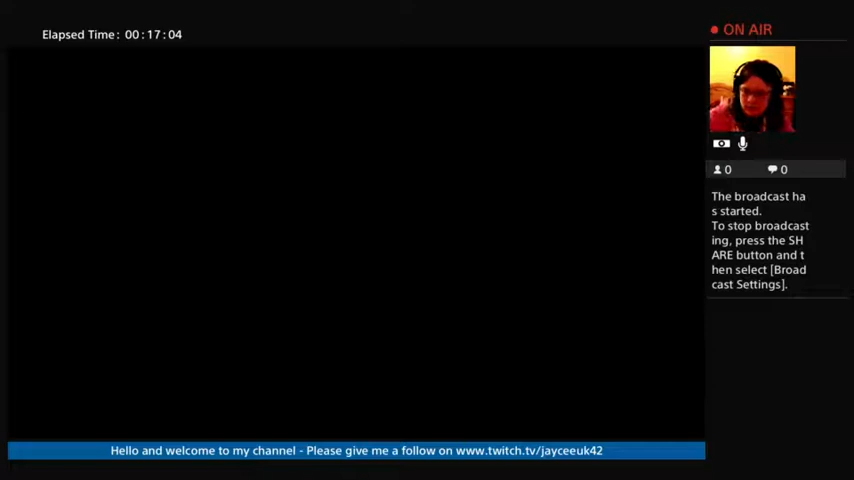 Elapsed Time: 00:17:04
ON AIR
0 0
The broadcast ha
s started.
To stop broadcast
ing, press the SH
ARE button and t
hen select [Broad
cast Settings].
Hello and welcome to my channel - Please give me a follow on www.twitch.tv/jayceeuk42